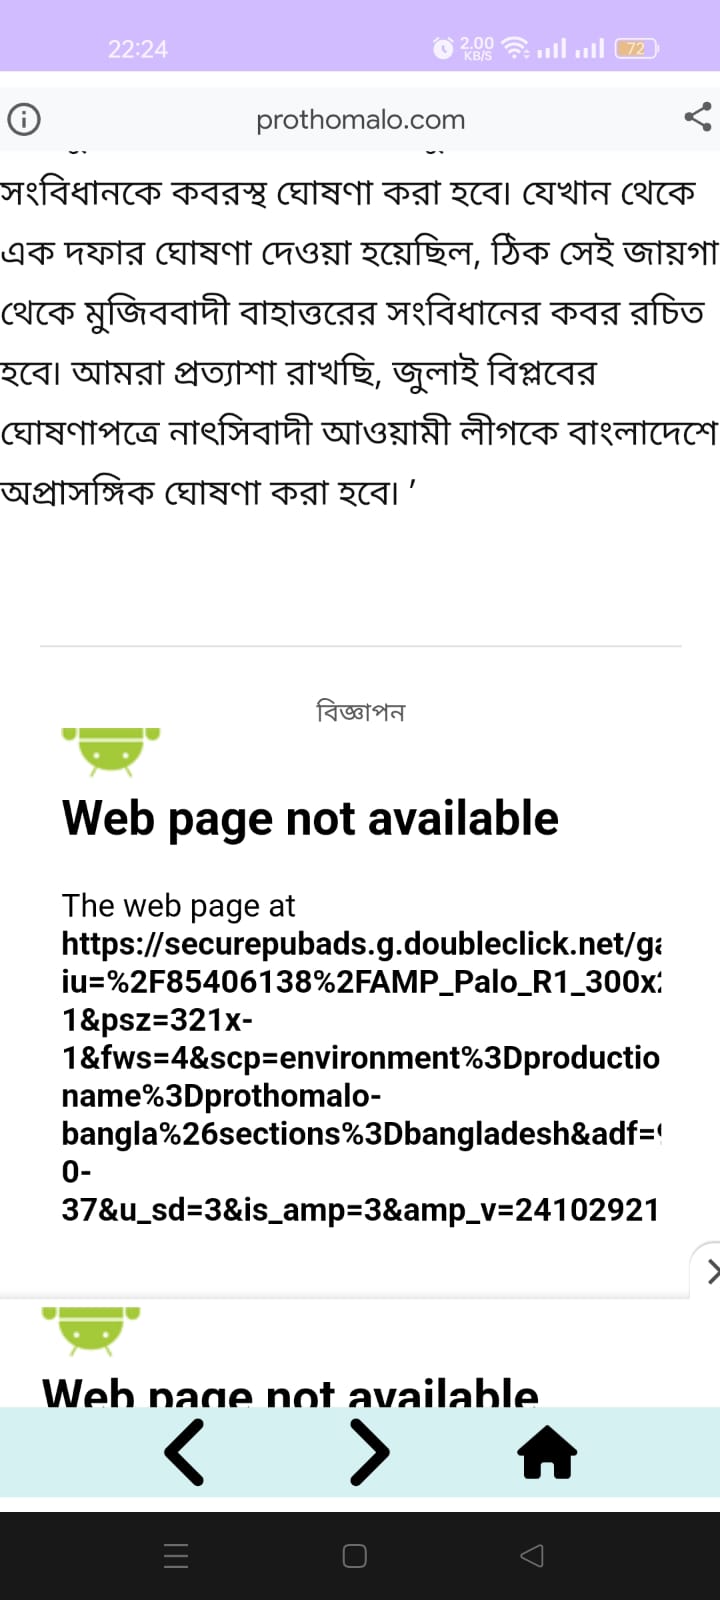 22:24
2.00
KB/S
72
prothomalo.com
সংবিধানকে কবরস্থ ঘোষণা করা হবে। যেখান থেকে
এক দফার ঘোষণা দেওয়া হয়েছিল, ঠিক সেই জায়গা
থেকে মুজিববাদী বাহাত্তরের সংবিধানের কবর রচিত
হবে। আমরা প্রত্যাশা রাখছি, জুলাই বিপ্লবের
ঘোষণাপত্রে নাৎসিবাদী আওয়ামী লীগকে বাংলাদেশে
অপ্রাসঙ্গিক ঘোষণা করা হবে। ’
বিজ্ঞাপন
Web page not available
The web page at
https://securepubads.g.doubleclick.net/ga
iu=%2F85406138%2FAMP_Palo_R1_300x
1&psz=321x-
1&fws=4&scp=environment%3Dproductio
name%3Dprothomalo-
bangla%26sections%3Dbangladesh&adf=
0-
37&u_sd=3&is_amp=3&amp_v=24102921
Web page not available